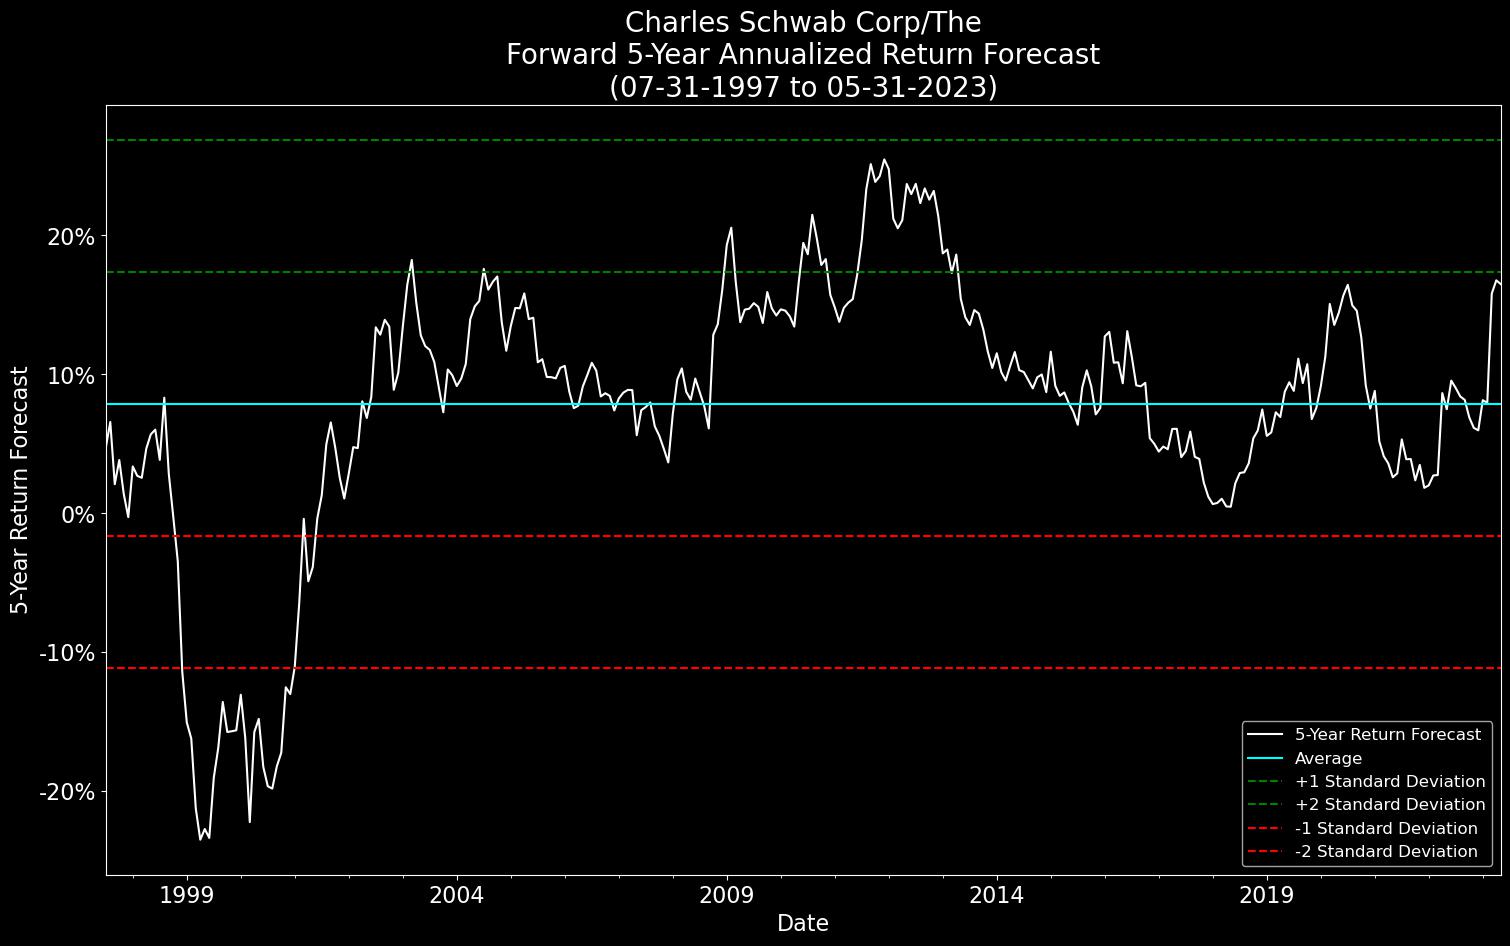 Charles Schwab Corp/The
Forward 5-Year Annualized Return Forecast
(07-31-1997 to 05-31-2023)
5-Year Return Forecast
20%
10%
0%
-10%
-20%
1999
2004
2009
2014
2019
Date
5-Year Return Forecast
Average
+1 Standard Deviation
+2 Standard Deviation
-1 Standard Deviation
-2 Standard Deviation